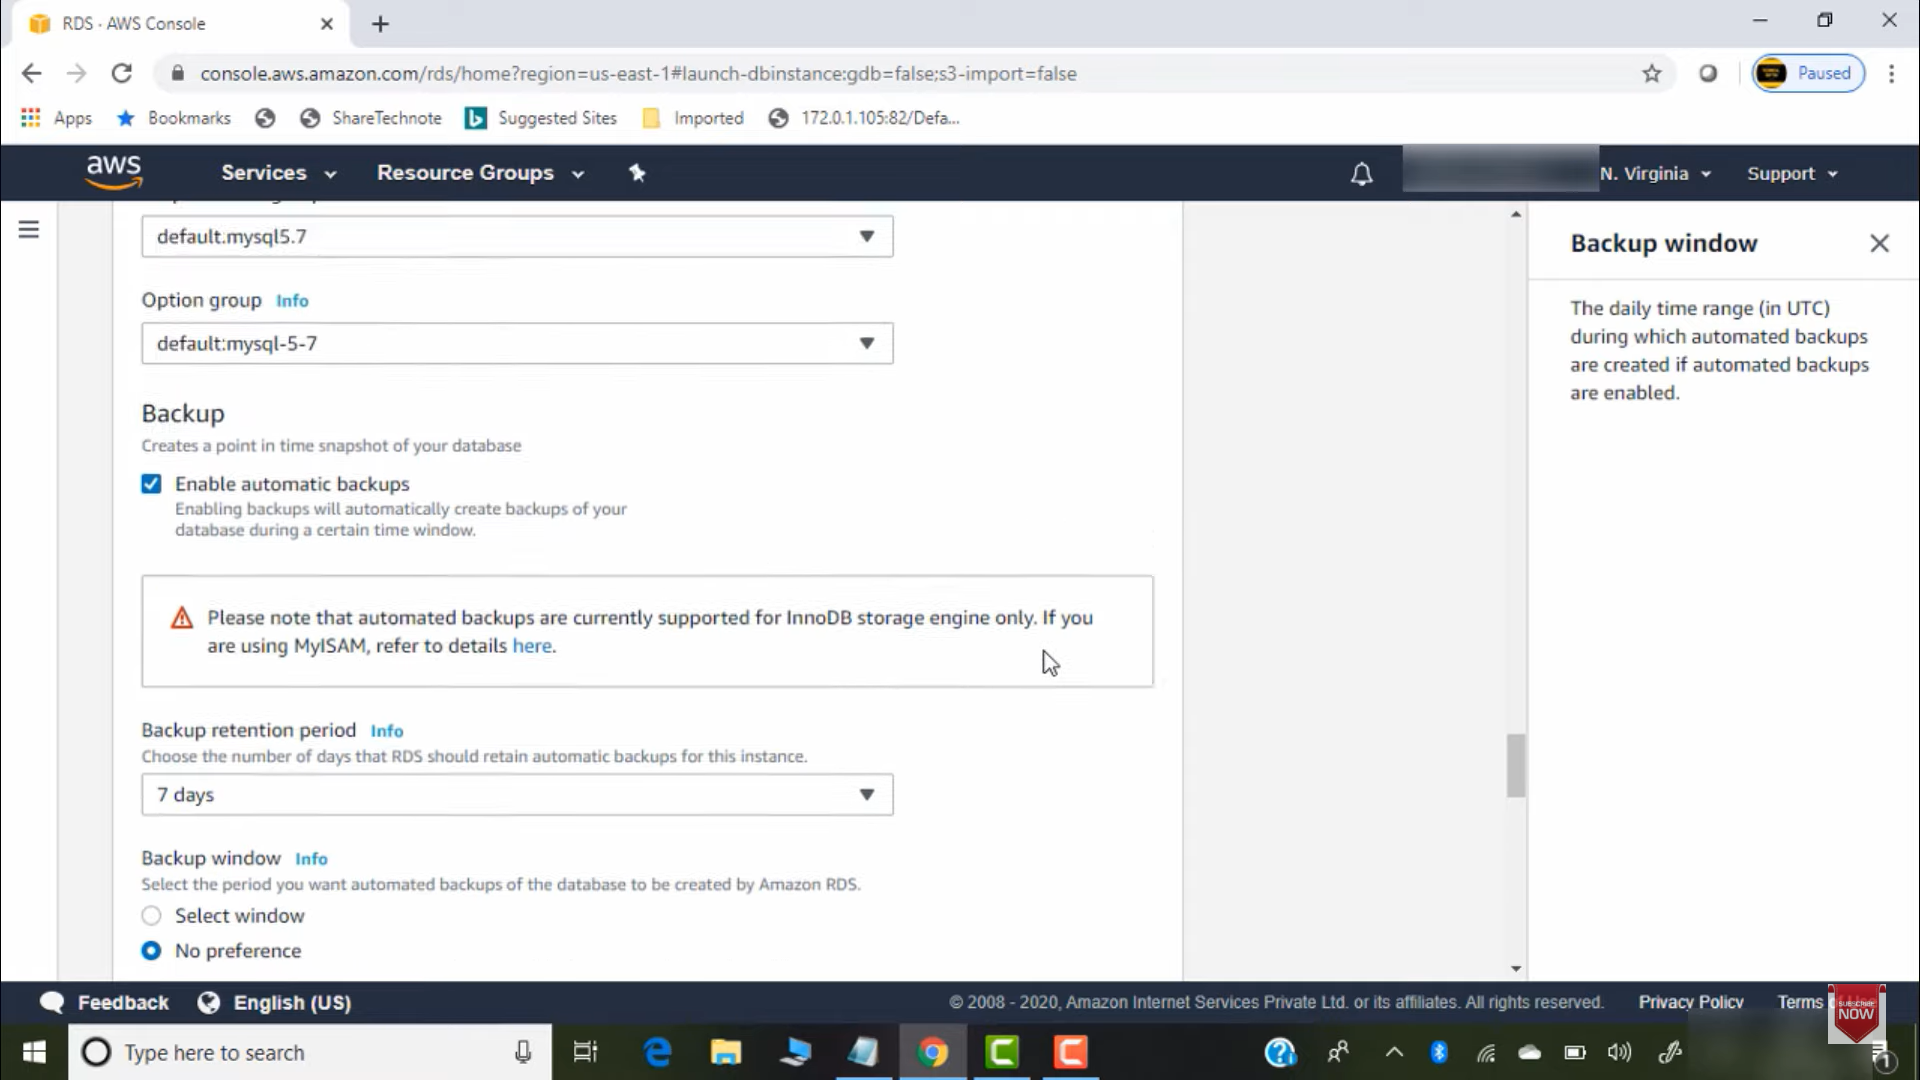 RDS - AWS Console
console.aws.amazon.com/rds/home?region=us-east-1#launch-dbinstance:gdb=false;s3-import=false
Paused
Apps
Bookmarks
ShareTechnote
Suggested Sites
Imported
172.0.1.105:82/Defa...
aws
Services
Resource Groups
N. Virginia
Support
default.mysql5.7
Option group Info
default:mysql-5-7
Backup
Creates a point in time snapshot of your database
Enable automatic backups
Enabling backups will automatically create backups of your
database during a certain time window.
Please note that automated backups are currently supported for InnoDB storage engine only. If you
are using MyISAM, refer to details here.
Backup retention period Info
Choose the number of days that RDS should retain automatic backups for this instance.
7 days
Backup window Info
Select the period you want automated backups of the database to be created by Amazon RDS.
Select window
No preference
Backup window
The daily time range (in UTC)
during which automated backups
are created if automated backups
are enabled.
Feedback
English (US)
© 2008 - 2020, Amazon Internet Services Private Ltd. or its affiliates. All rights reserved.
Privacy Policy
Terms
SUBSCRIBE
NOW
Type here to search
1